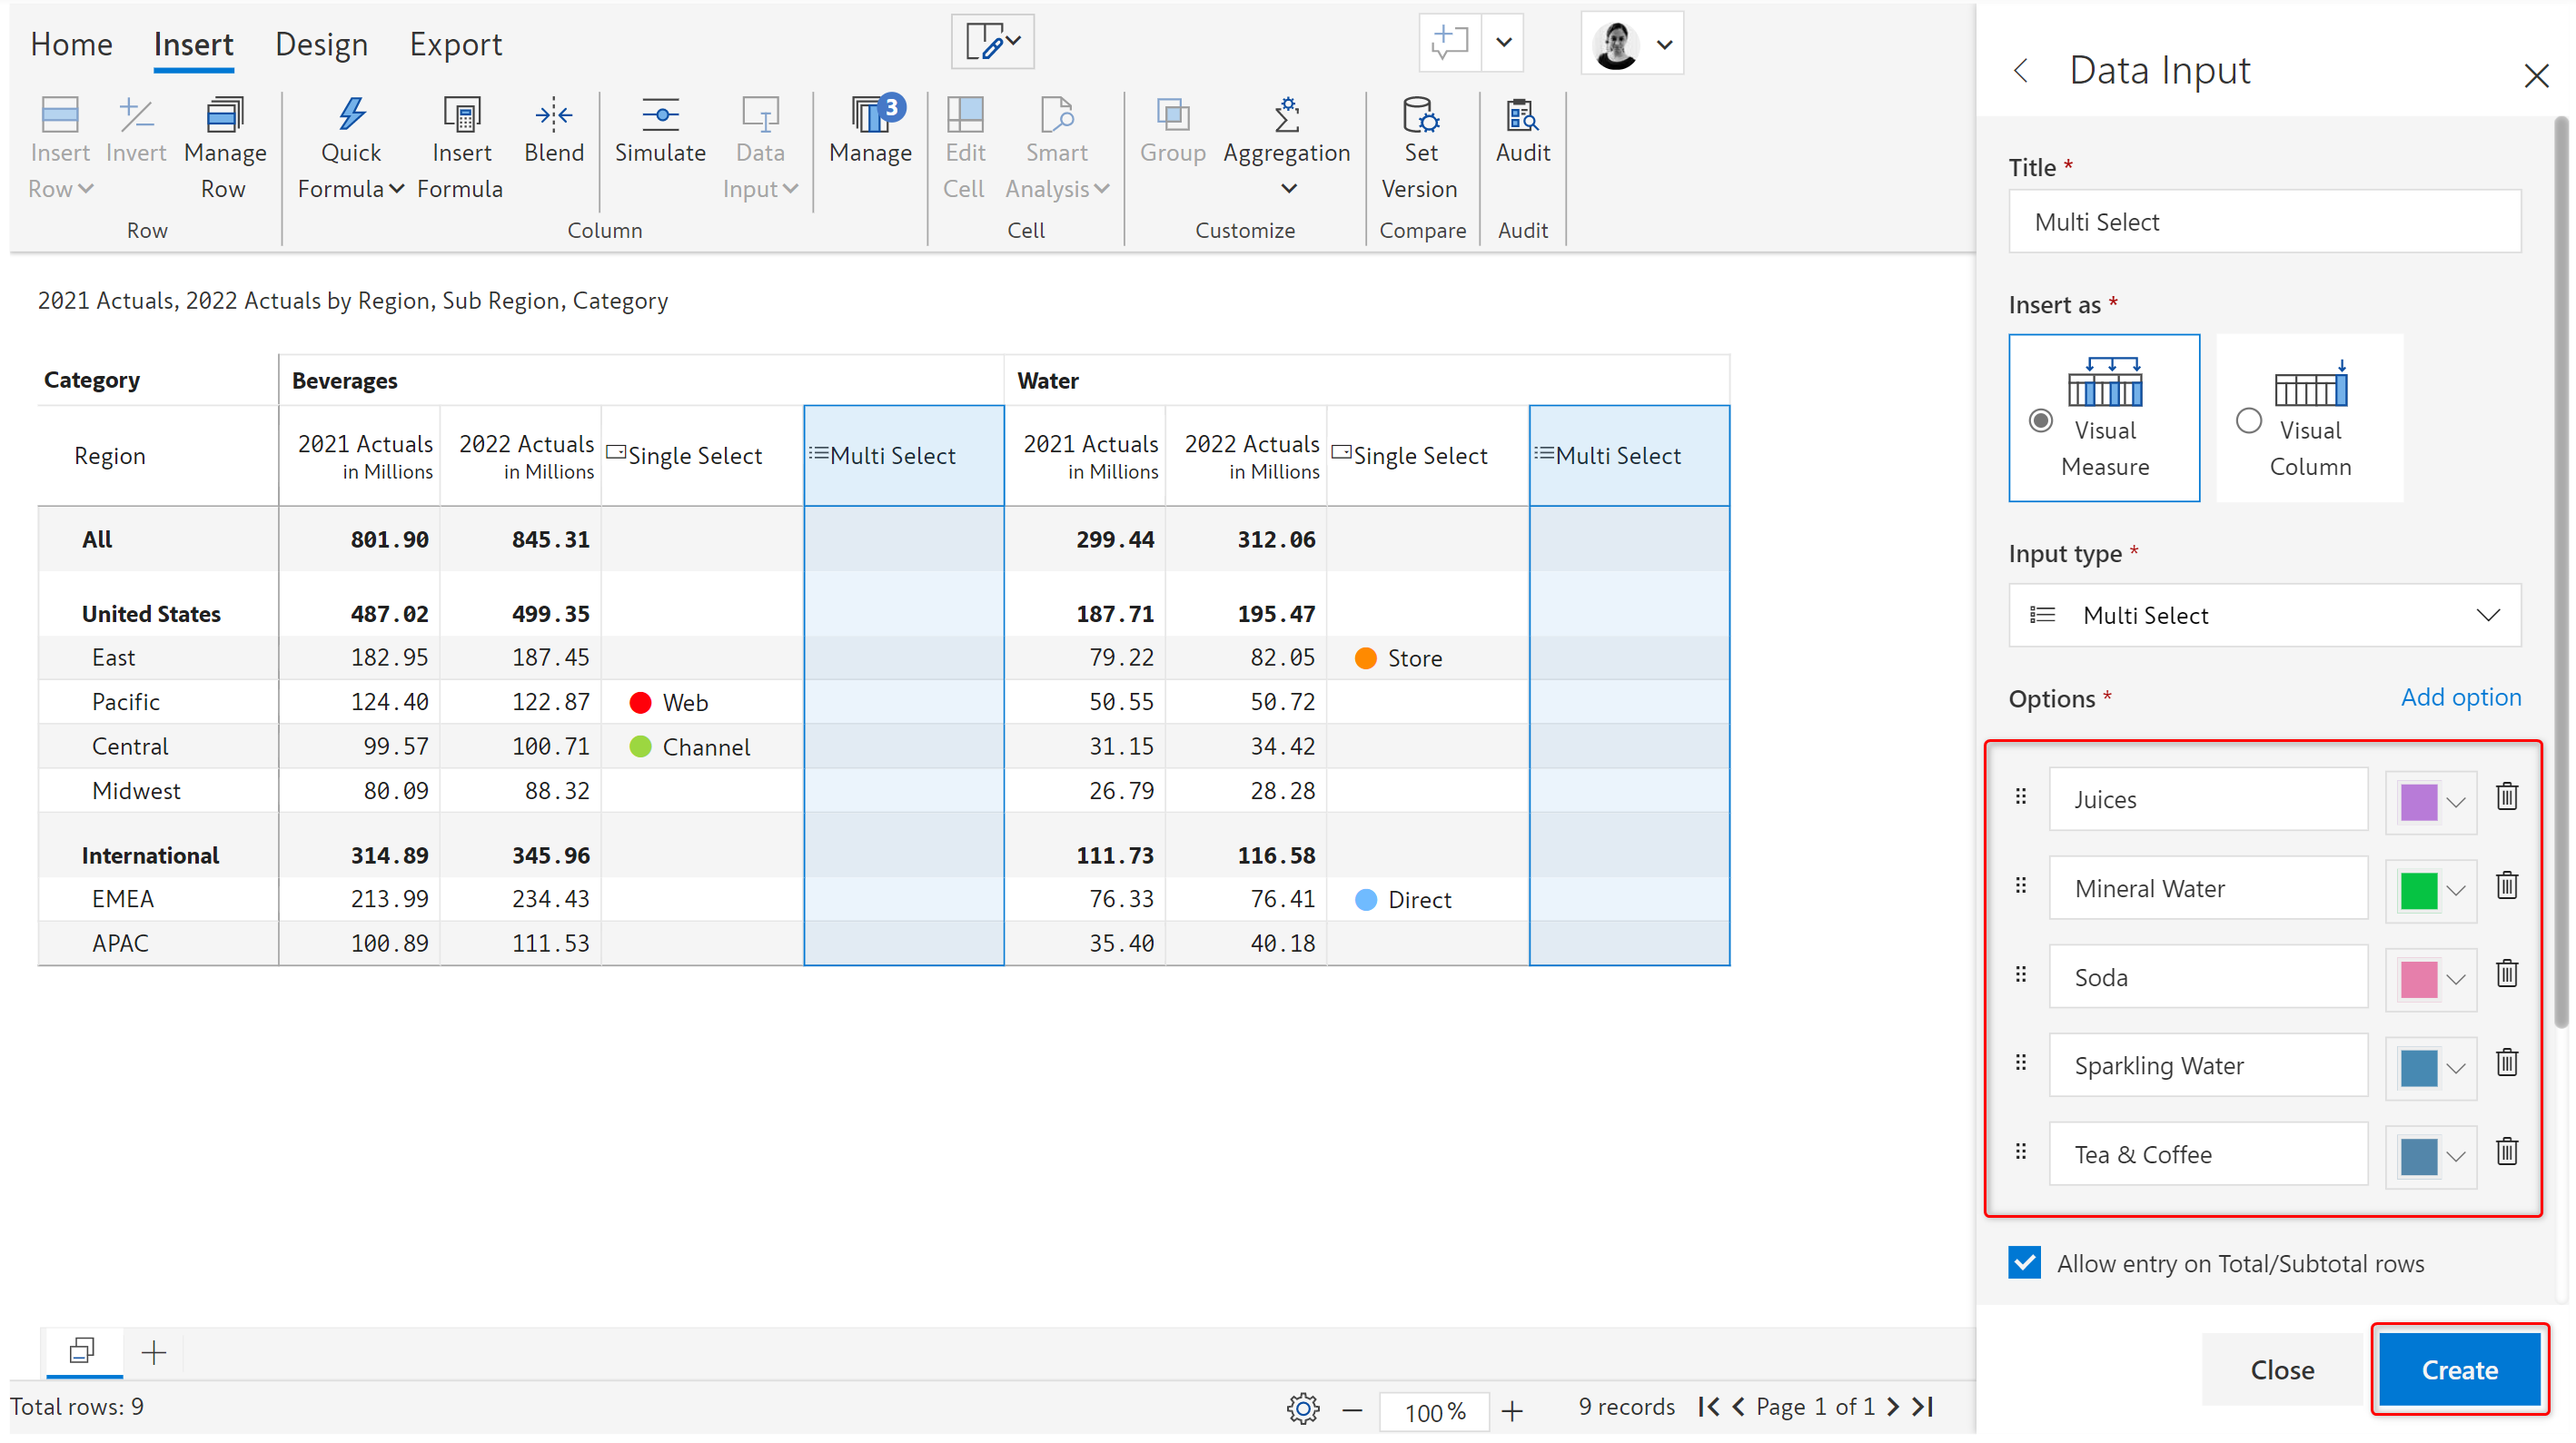 Home Insert Design Export
Insert Invert Manage Quick Insert Blend Simulate Data Manage Edit Smart Group Aggregation Set Audit
3
Row Row Formula Formula Input Cell Analysis Version
Row Column Cell Customize Compare Audit
2021 Actuals, 2022 Actuals by Region, Sub Region, Category
Category Beverages Water
Region 2021 Actuals in Millions 2022 Actuals in Millions Single Select Multi Select 2021 Actuals in Millions 2022 Actuals in Millions Single Select Multi Select
All 801.90 845.31 299.44 312.06
United States 487.02 499.35 187.71 195.47
East 182.95 187.45 79.22 82.05 Store
Pacific 124.40 122.87 Web 50.55 50.72
Central 99.57 100.71 Channel 31.15 34.42
Midwest 80.09 88.32 26.79 28.28
International 314.89 345.96 111.73 116.58
EMEA 213.99 234.43 76.33 76.41 Direct
APAC 100.89 111.53 35.40 40.18
Total rows: 9
100 %
9 records
Page 1 of 1
Data Input
Title *
Multi Select
Insert as *
Visual Measure
Visual Column
Input type *
Multi Select
Options * Add option
Juices
Mineral Water
Soda
Sparkling Water
Tea & Coffee
Allow entry on Total/Subtotal rows
Close Create